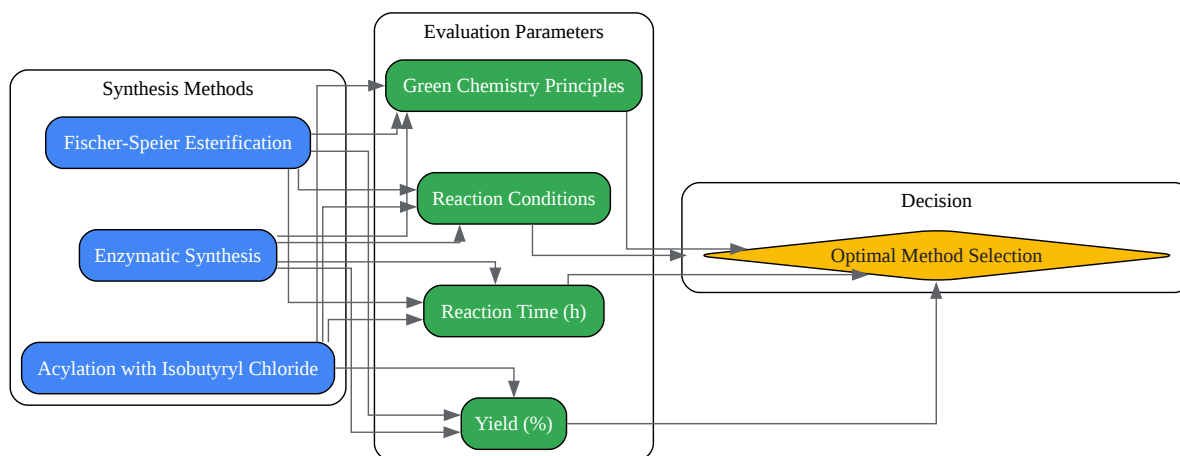 Synthesis Methods
Fischer-Speier Esterification
Enzymatic Synthesis
Acylation with Isobutyryl Chloride
Evaluation Parameters
Green Chemistry Principles
Reaction Conditions
Reaction Time (h)
Yield (%)
Decision
Optimal Method Selection